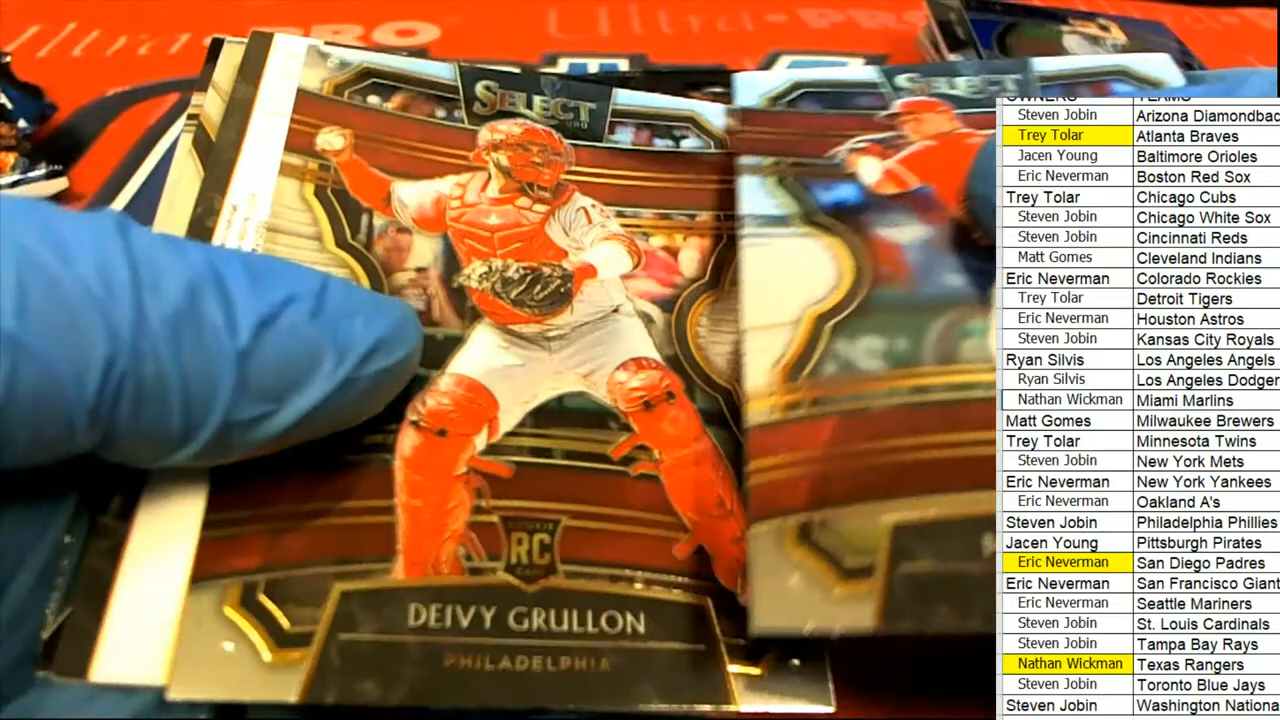 Ultra·PRO Ultra·PRO
SELECT
SELECT
RC
DEIVY GRULLON
PHILADELPHIA
OWNERS TEAMS
Steven Jobin Arizona Diamondbac
Trey Tolar Atlanta Braves
Jacen Young Baltimore Orioles
Eric Neverman Boston Red Sox
Trey Tolar Chicago Cubs
Steven Jobin Chicago White Sox
Steven Jobin Cincinnati Reds
Matt Gomes Cleveland Indians
Eric Neverman Colorado Rockies
Trey Tolar Detroit Tigers
Eric Neverman Houston Astros
Steven Jobin Kansas City Royals
Ryan Silvis Los Angeles Angels
Ryan Silvis Los Angeles Dodger
Nathan Wickman Miami Marlins
Matt Gomes Milwaukee Brewers
Trey Tolar Minnesota Twins
Steven Jobin New York Mets
Eric Neverman New York Yankees
Eric Neverman Oakland A's
Steven Jobin Philadelphia Phillies
Jacen Young Pittsburgh Pirates
Eric Neverman San Diego Padres
Eric Neverman San Francisco Giant
Eric Neverman Seattle Mariners
Steven Jobin St. Louis Cardinals
Steven Jobin Tampa Bay Rays
Nathan Wickman Texas Rangers
Steven Jobin Toronto Blue Jays
Steven Jobin Washington Nationa